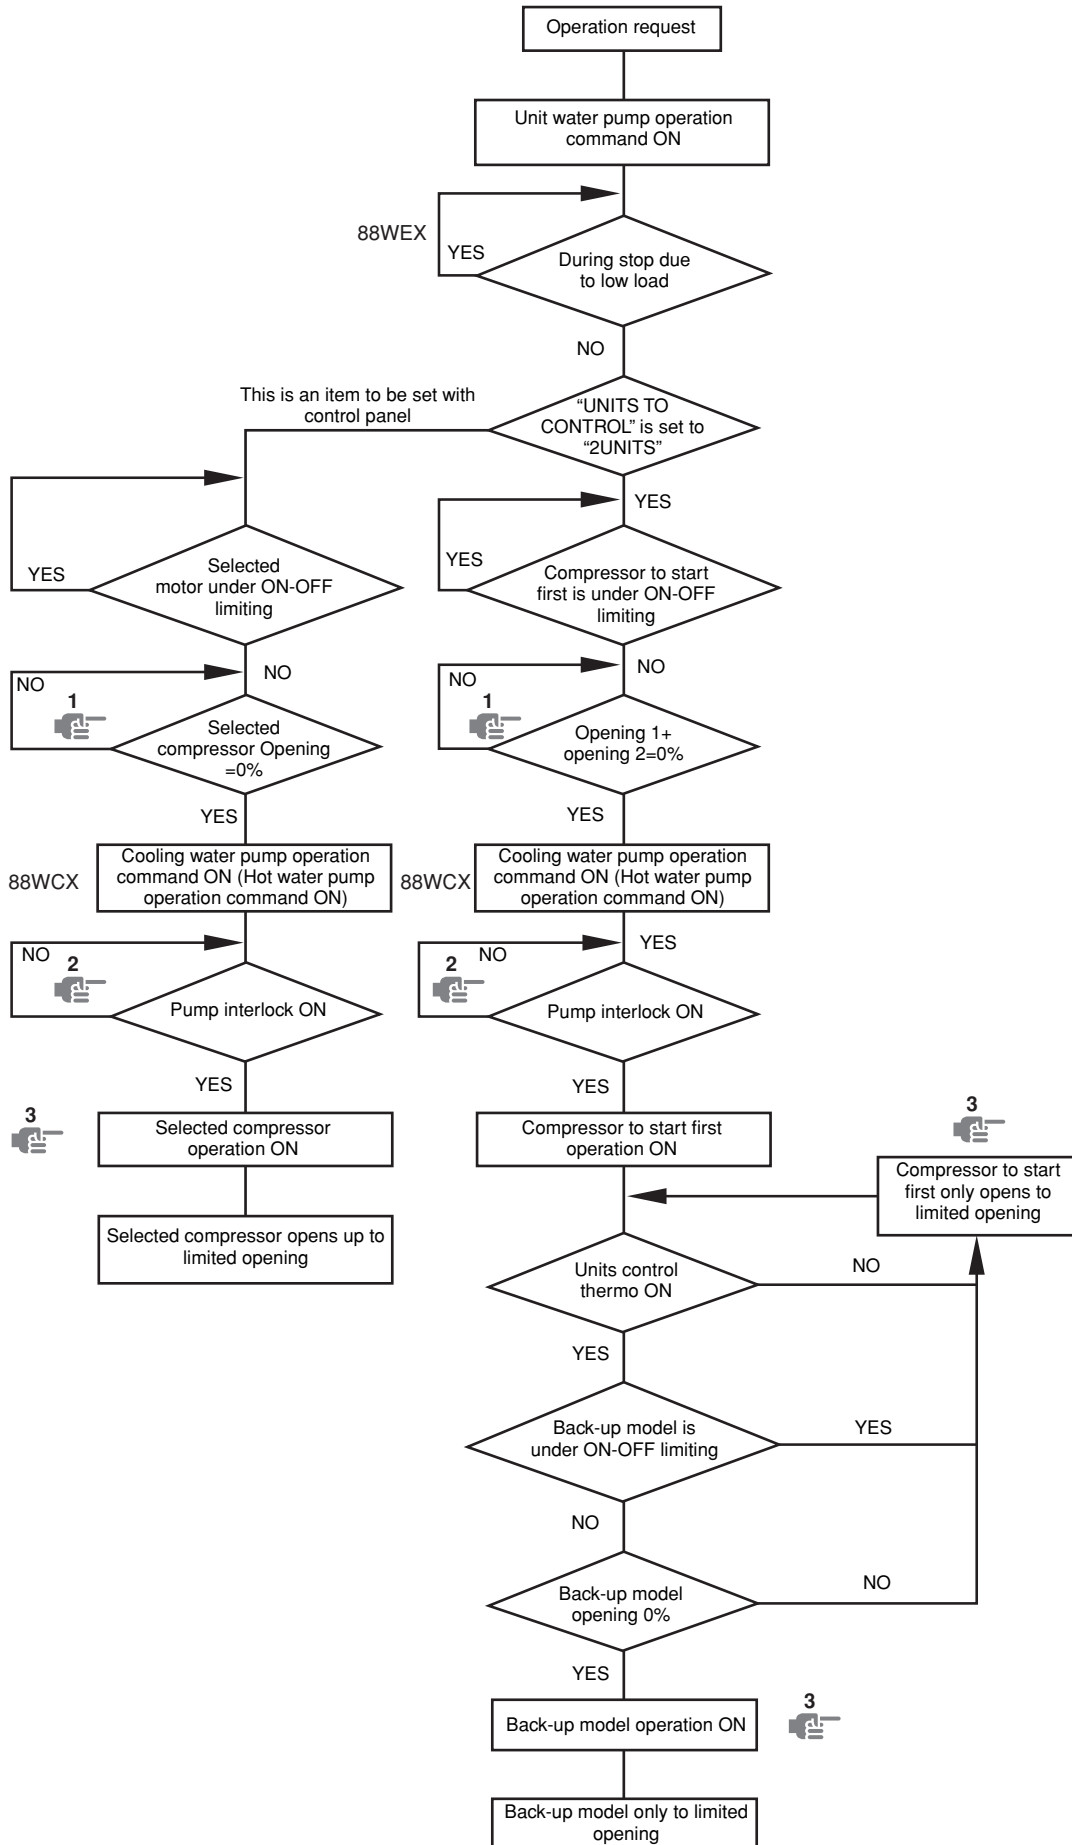 Operation request
Unit water pump operation
command ON
88WEX
YES
During stop due
to low load
NO
This is an item to be set with
control panel
“UNITS TO
CONTROL” is set to
“2UNITS”
YES
YES
Selected
motor under ON-OFF
limiting
YES
Compressor to start
first is under ON-OFF
limiting
NO
NO
NO
1
Selected
compressor Opening
=0%
NO
1
Opening 1+
opening 2=0%
YES
YES
88WCX
Cooling water pump operation
command ON (Hot water pump
operation command ON)
88WCX
Cooling water pump operation
command ON (Hot water pump
operation command ON)
YES
NO
2
Pump interlock ON
2
NO
Pump interlock ON
YES
YES
3
Selected compressor
operation ON
Compressor to start first
operation ON
3
Compressor to start
first only opens to
limited opening
Selected compressor opens up to
limited opening
Units control
thermo ON
NO
YES
Back-up model is
under ON-OFF limiting
YES
NO
Back-up model
opening 0%
NO
YES
Back-up model operation ON
3
Back-up model only to limited
opening